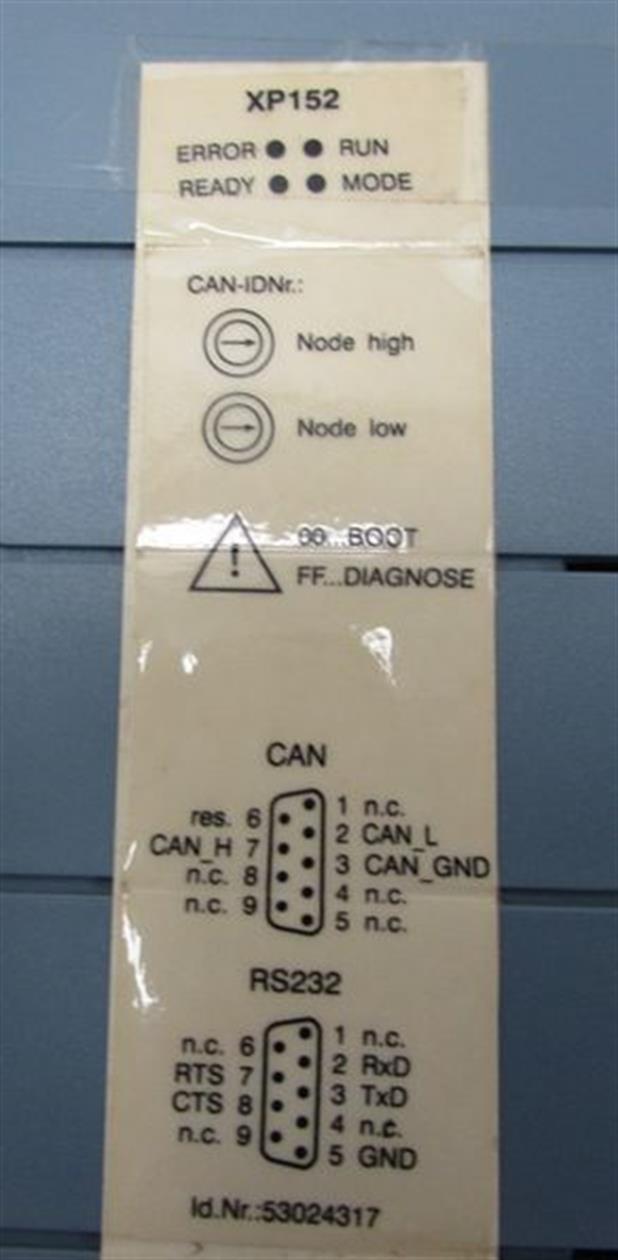 XP152
ERROR RUN
READY MODE
CAN-IDNr.:
Node high
Node low
!
00...BOOT
FF...DIAGNOSE
CAN
1 n.c.
res. 6
2 CAN_L
CAN_H 7
3 CAN_GND
n.c. 8
4 n.c.
n.c. 9
5 n.c.
RS232
1 n.c.
n.c. 6
2 RxD
RTS 7
3 TxD
CTS 8
4 n.c.
n.c. 9
5 GND
Id.Nr.:53024317